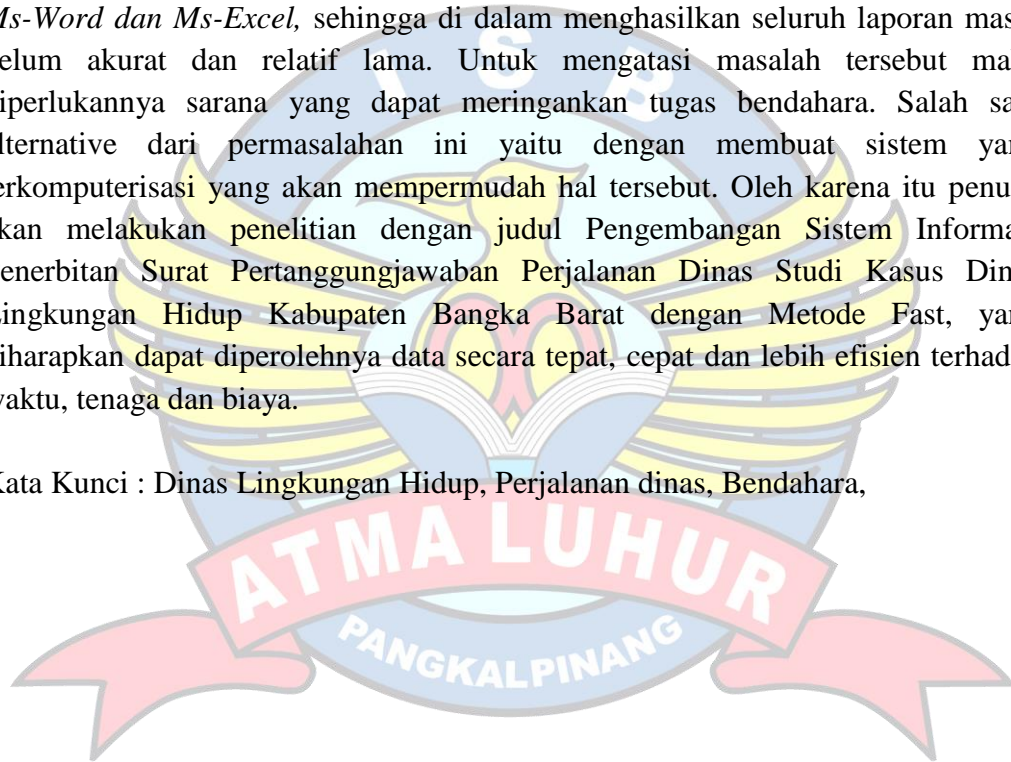 Ms-Word dan Ms-Excel, sehingga di dalam menghasilkan seluruh laporan mas
elum akurat dan relatif lama. Untuk mengatasi masalah tersebut ma
iperlukannya sarana yang dapat meringankan tugas bendahara. Salah sa
lternative dari permasalahan ini yaitu dengan membuat sistem yan
erkomputerisasi yang akan mempermudah hal tersebut. Oleh karena itu penu
kan melakukan penelitian dengan judul Pengembangan Sistem Informa
enerbitan Surat Pertanggungjawaban Perjalanan Dinas Studi Kasus Din
ingkungan Hidup Kabupaten Bangka Barat dengan Metode Fast, yan
iharapkan dapat diperolehnya data secara tepat, cepat dan lebih efisien terhad
aktu, tenaga dan biaya.
Kata Kunci : Dinas Lingkungan Hidup, Perjalanan dinas, Bendahara,
I S B
ATMA LUHUR
PANGKALPINANG